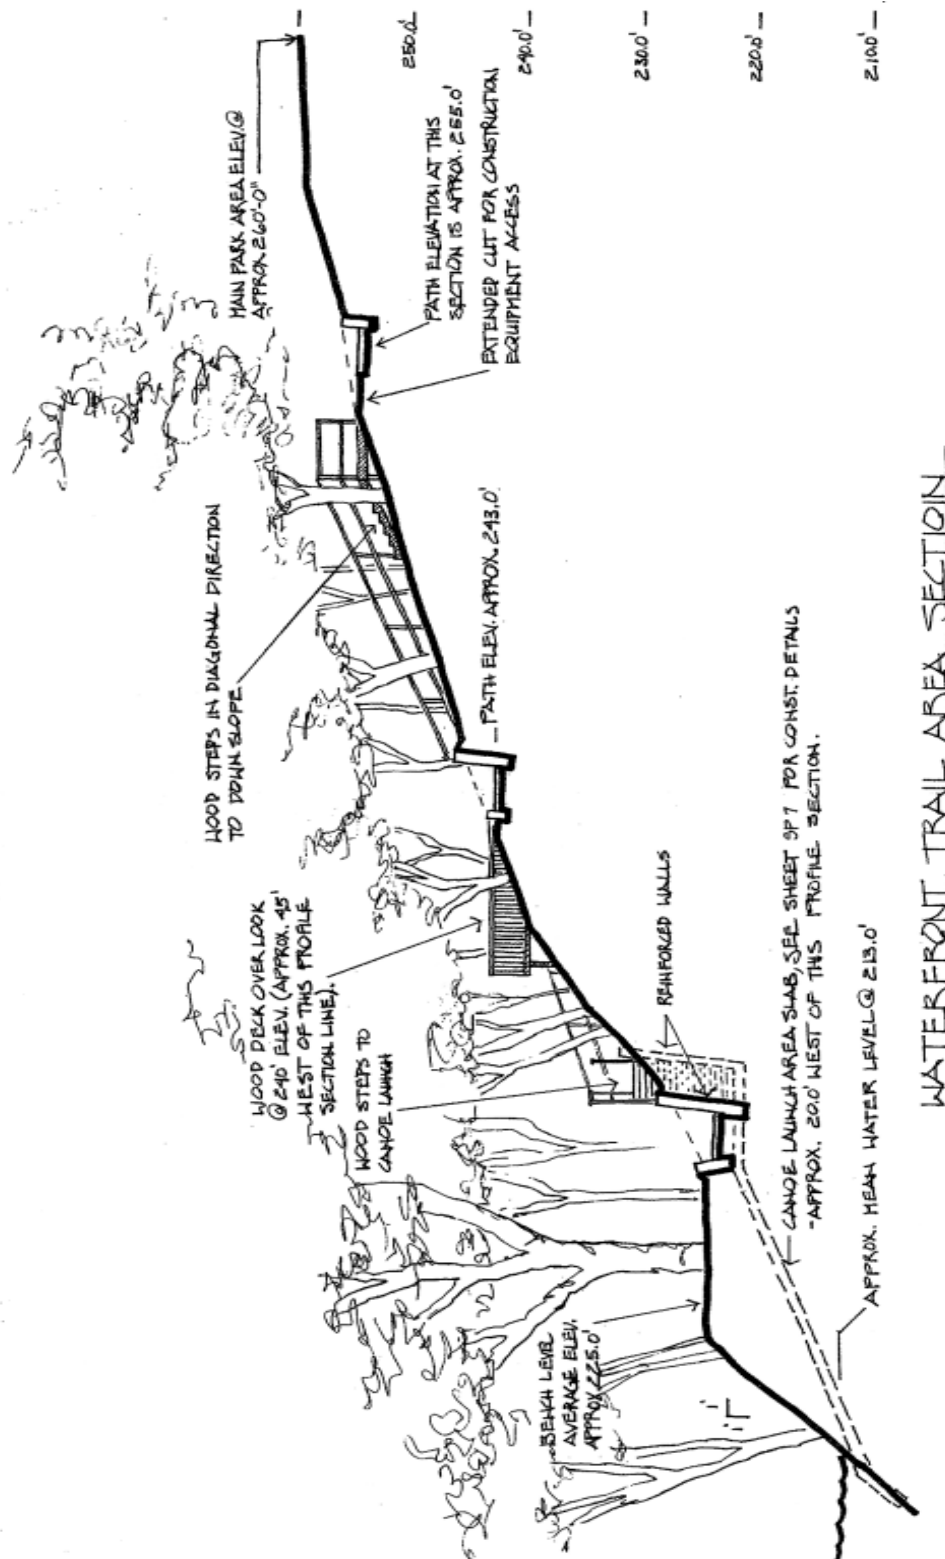 MAIN PARK AREA ELEV.@
APPROX. 260'-0"
250.0'
240.0'
230.0'
220.0'
210.0'
PATH ELEVATION AT THIS
SECTION IS APPROX. 255.0'
EXTENDED CUT FOR CONSTRUCTION
EQUIPMENT ACCESS
WOOD STEPS IN DIAGONAL DIRECTION
TO DOWN SLOPE
PATH ELEV. APPROX. 243.0'
WOOD DECK OVERLOOK
@ 240' ELEV. (APPROX. 45'
WEST OF THIS PROFILE
SECTION LINE).
WOOD STEPS TO
CANOE LAUNCH
REINFORCED WALLS
CANOE LAUNCH AREA SLAB, SEE SHEET SP7 FOR CONST. DETAILS
-APPROX. 20.0' WEST OF THIS PROFILE SECTION.
BENCH LEVEL
AVERAGE ELEV.
APPROX. 225.0'
APPROX. MEAN WATER LEVEL @ 213.0'
WATERFRONT TRAIL AREA SECTION